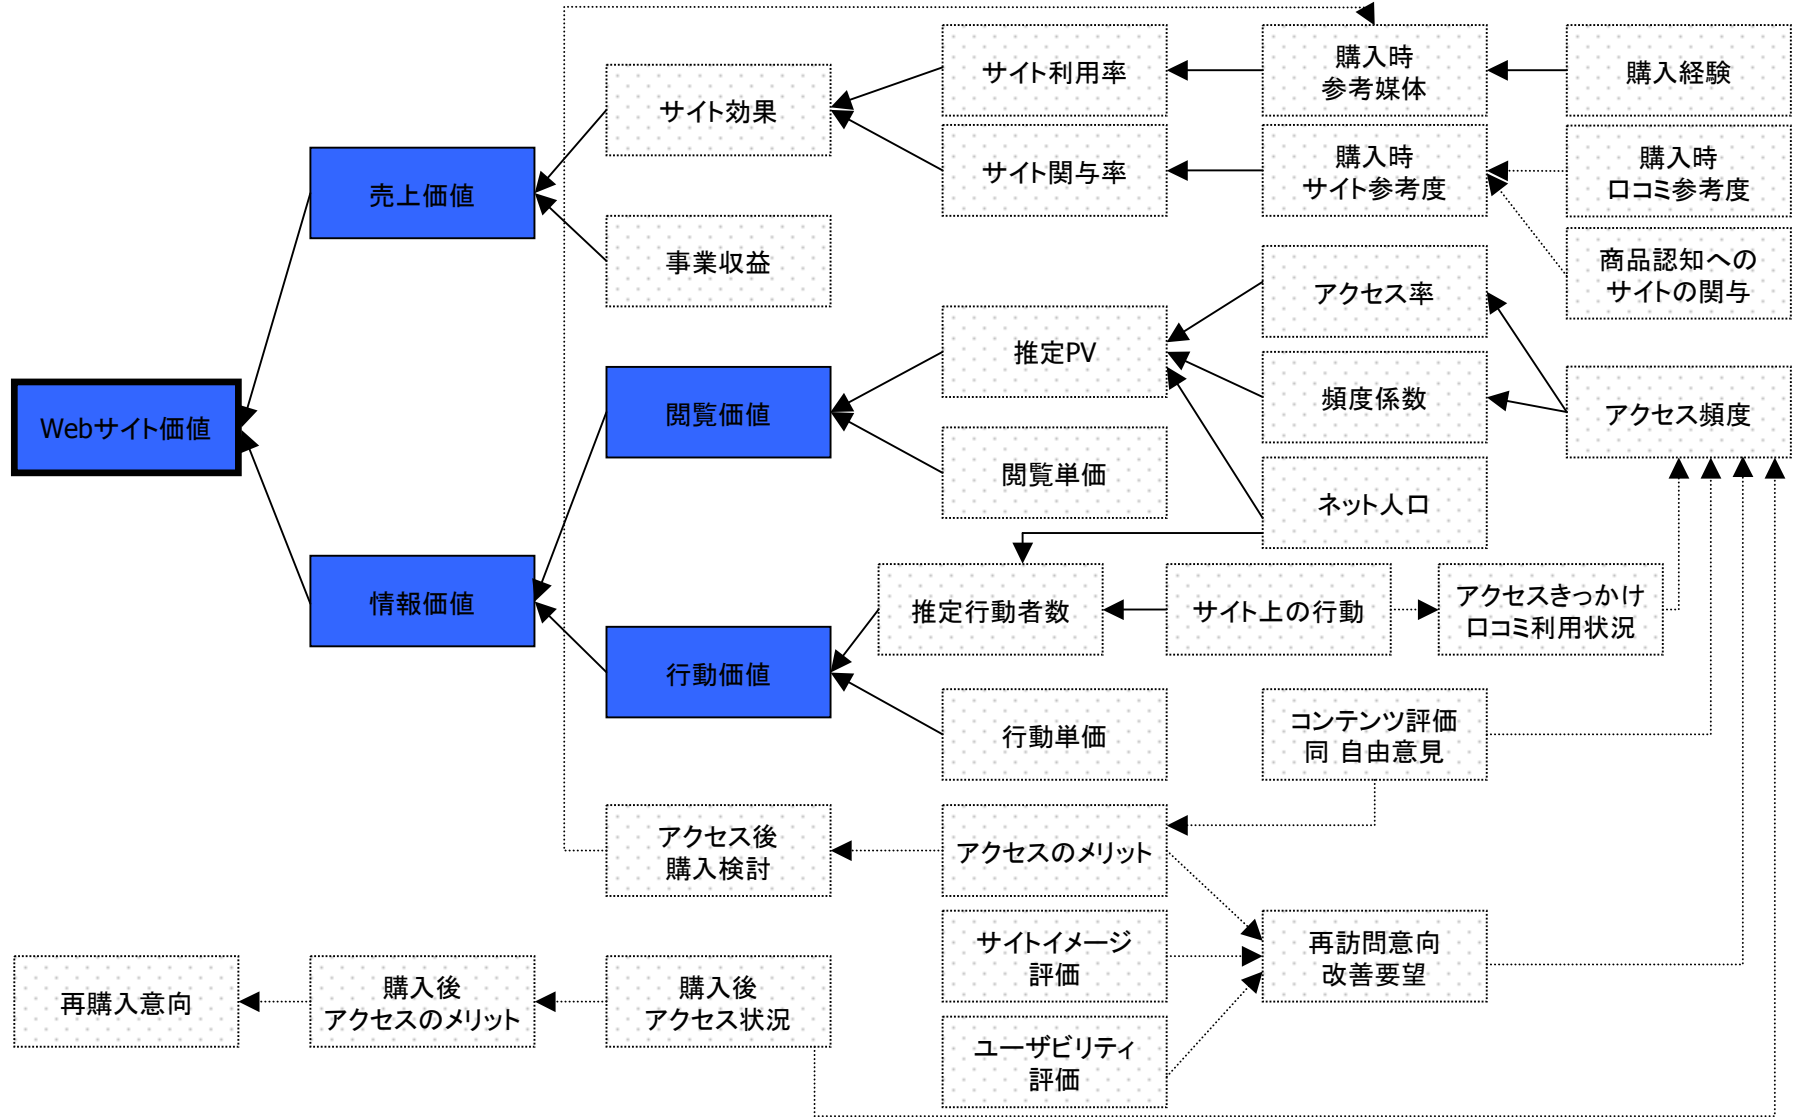 購入時
参考媒体
サイト利用率
購入経験
サイト効果
購入時
サイト参考度
サイト関与率
購入時
口コミ参考度
売上価値
事業収益
商品認知への
サイトの関与
アクセス率
推定PV
頻度係数
アクセス頻度
閲覧価値
Webサイト価値
閲覧単価
ネット人口
情報価値
推定行動者数
サイト上の行動
アクセスきっかけ
口コミ利用状況
行動価値
行動単価
コンテンツ評価
同 自由意見
アクセス後
購入検討
アクセスのメリット
サイトイメージ
評価
再訪問意向
改善要望
再購入意向
購入後
アクセスのメリット
購入後
アクセス状況
ユーザビリティ
評価